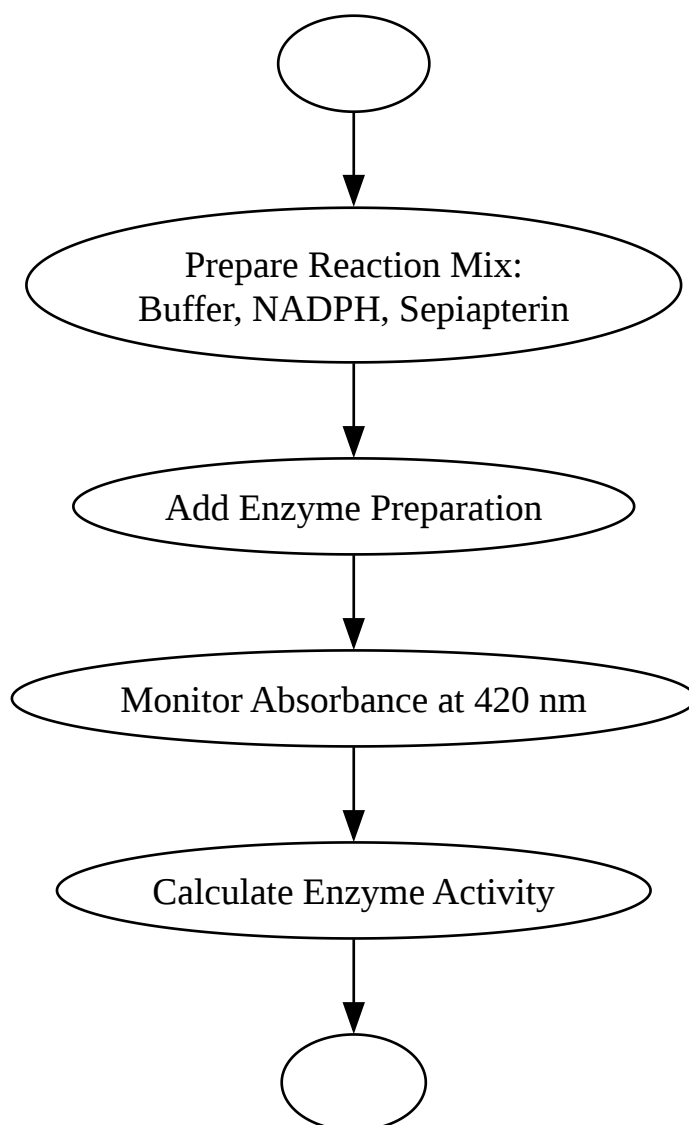 Prepare Reaction Mix:
Buffer, NADPH, Sepiapterin
Add Enzyme Preparation
Monitor Absorbance at 420 nm
Calculate Enzyme Activity